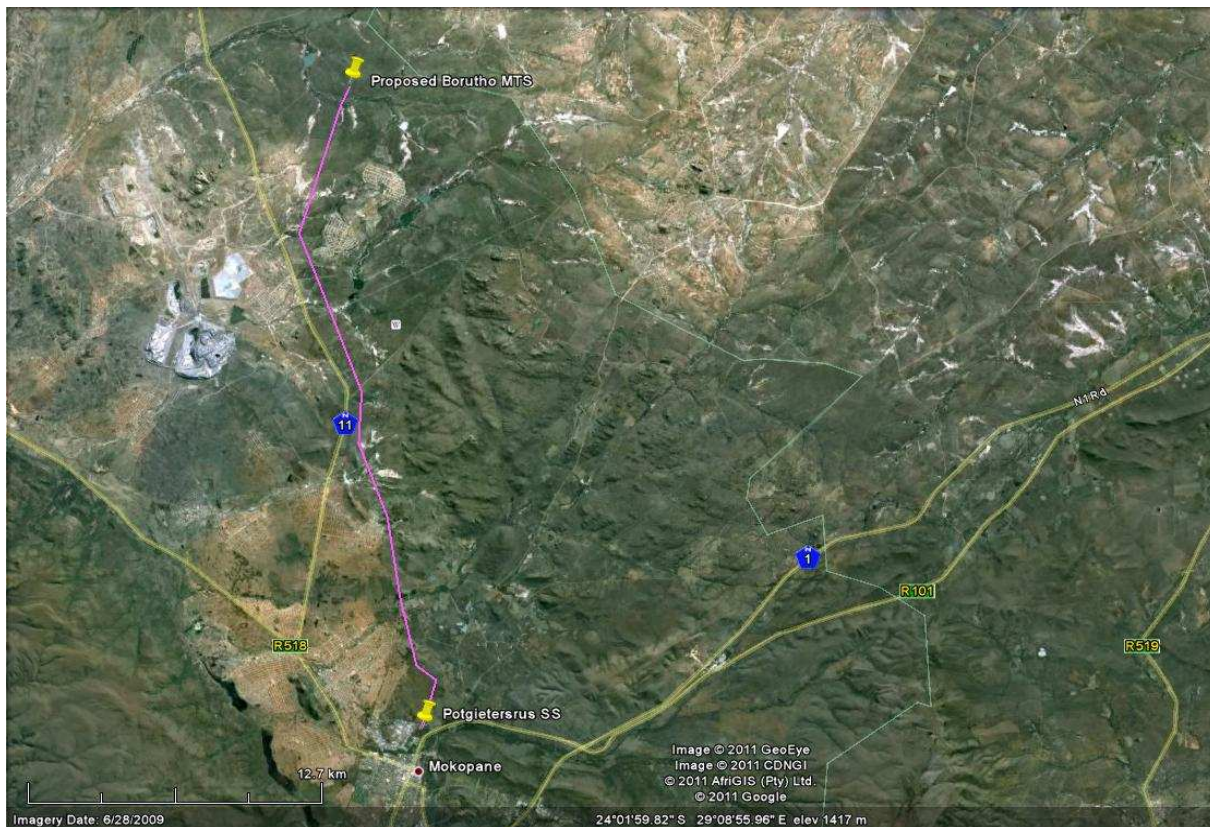 Proposed Borutho MTS
N1 Rd
N
11
N
1
R101
R518
R519
Potgietersrus SS
Mokopane
12.7 km
Image © 2011 GeoEye
Image © 2011 CDNGI
© 2011 AfriGIS (Pty) Ltd.
© 2011 Google
Imagery Date: 6/28/2009
24°01'59.82" S 29°08'55.96" E elev 1417 m